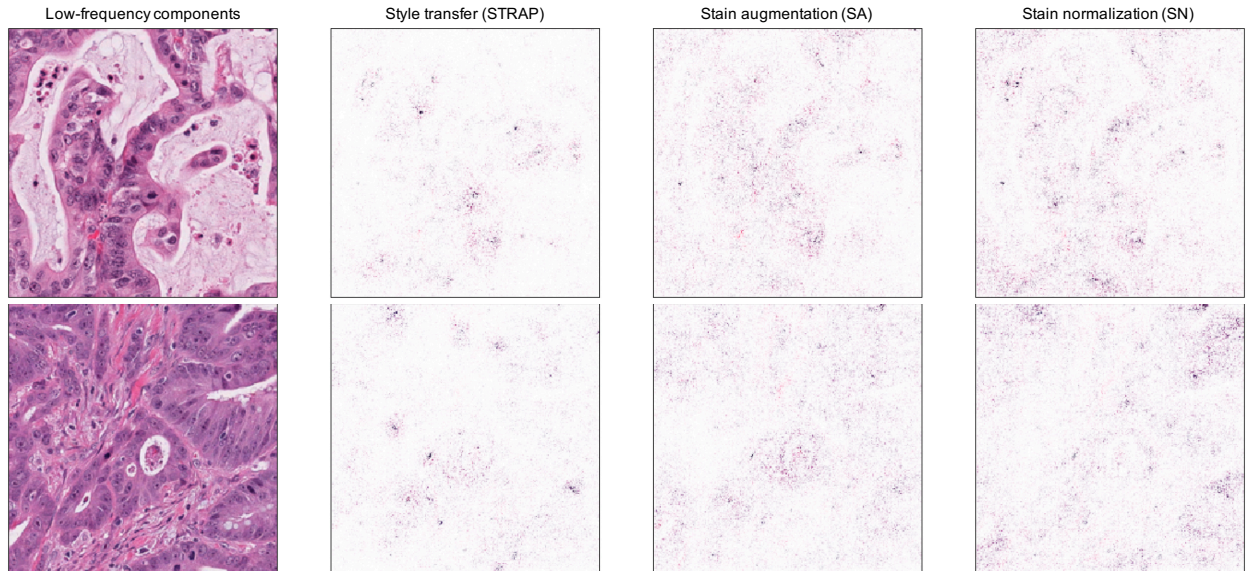 Low-frequency components
Style transfer (STRAP)
Stain augmentation (SA)
Stain normalization (SN)